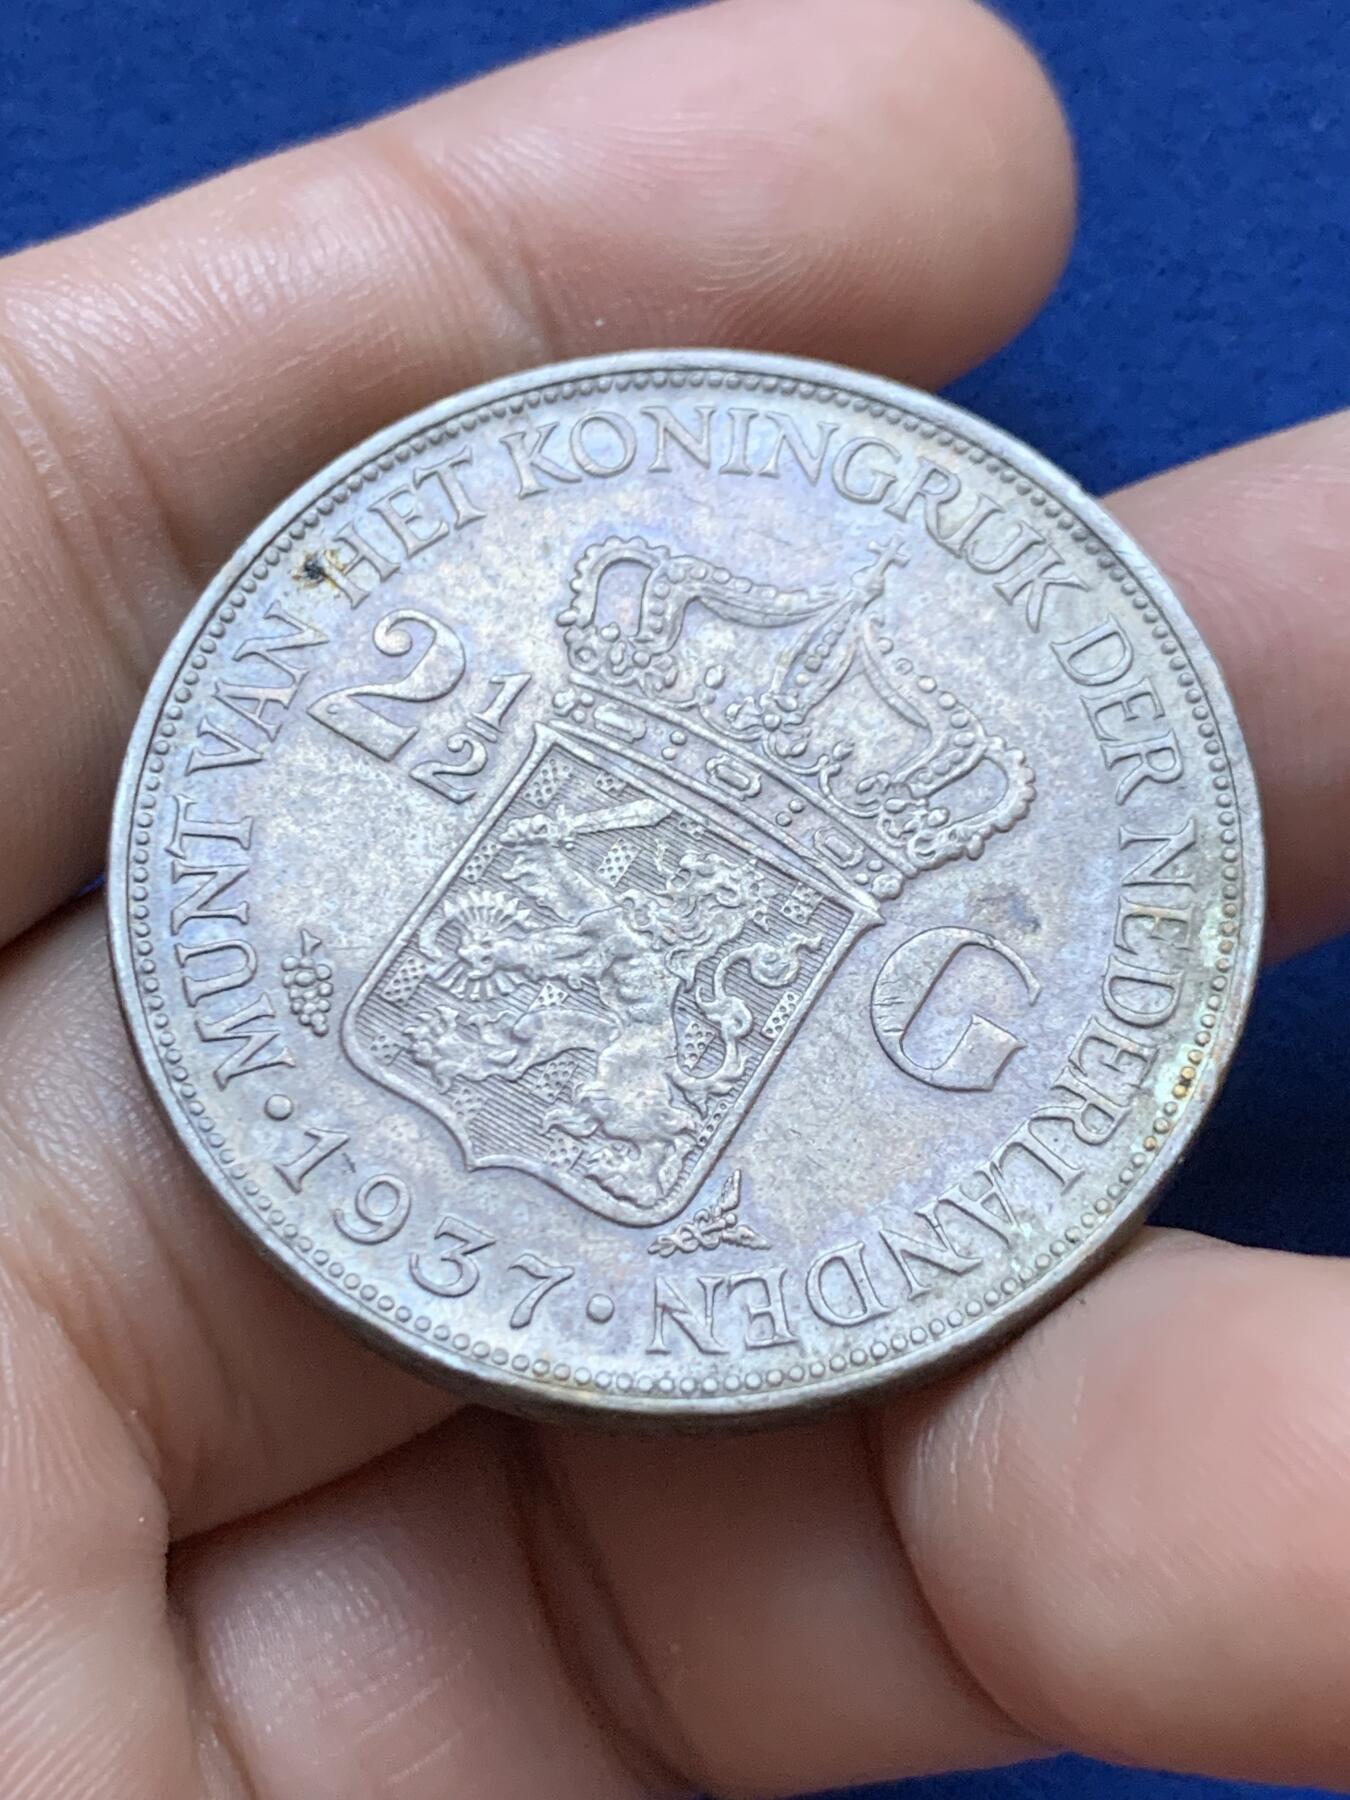 MUNT VAN HET KONINGRIJK DER NEDERLANDEN
2½ G
· 1937 ·